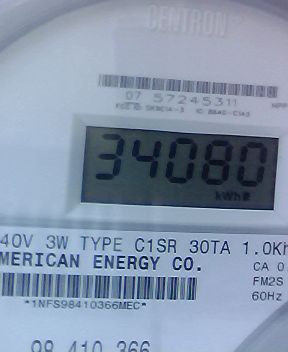 CENTRON
07 57245311
34080
kWh
40V 3W TYPE C1SR 30TA 1.0Kh
MERICAN ENERGY CO.
CA 0.
FM2S
*1NFS98410366MEC*
60Hz
98 410 366